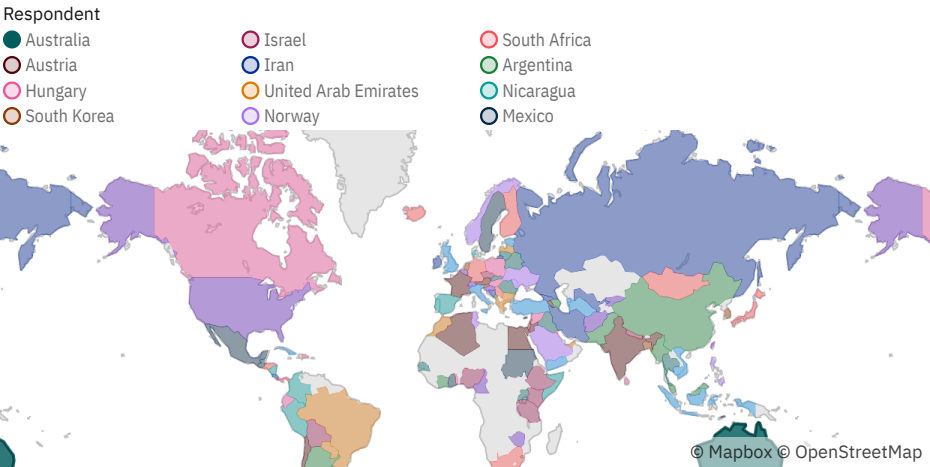 Respondent
Australia
Israel
South Africa
Austria
Iran
Argentina
Hungary
United Arab Emirates
Nicaragua
South Korea
Norway
Mexico
© Mapbox © OpenStreetMap